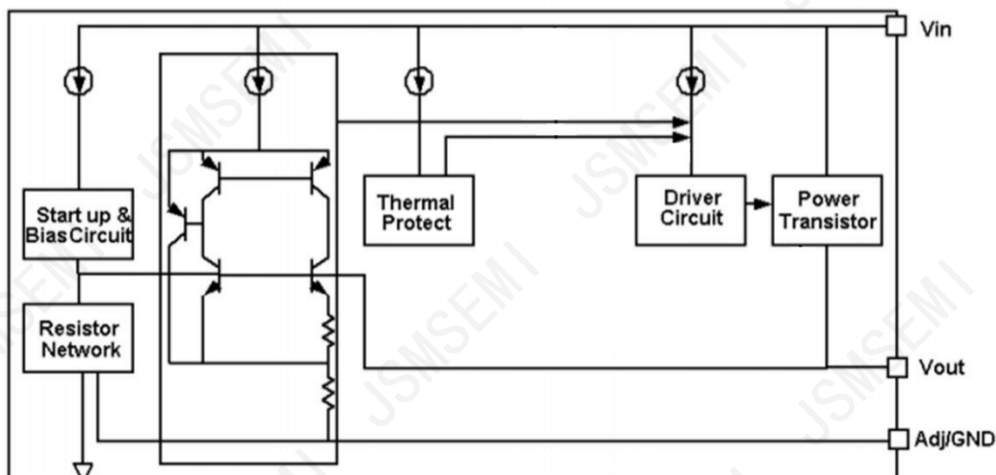 Vin
Start up &
BiasCircuit
Thermal
Protect
Driver
Circuit
Power
Transistor
Resistor
Network
Vout
Adj/GND
JSMSEMI
JSMSEMI
JSMSEMI
JSMSEMI
JSMSEMI